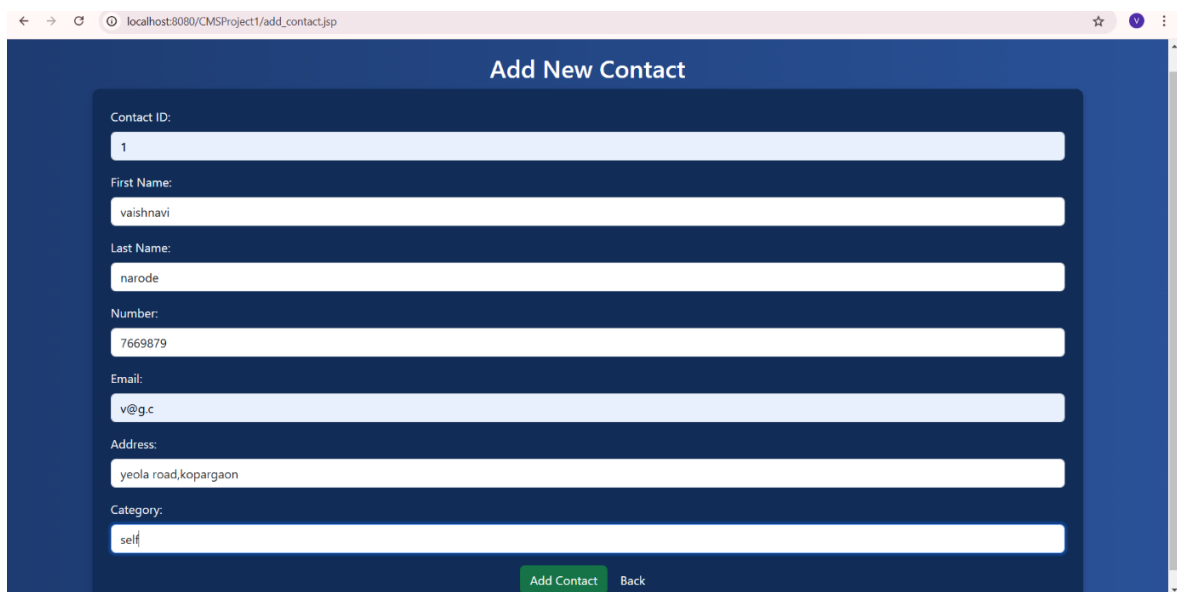 localhost:8080/CMSProject1/add_contact.jsp
V
Add New Contact
Contact ID:
1
First Name:
vaishnavi
Last Name:
narode
Number:
7669879
Email:
v@g.c
Address:
yeola road,kopargaon
Category:
self
Add Contact Back